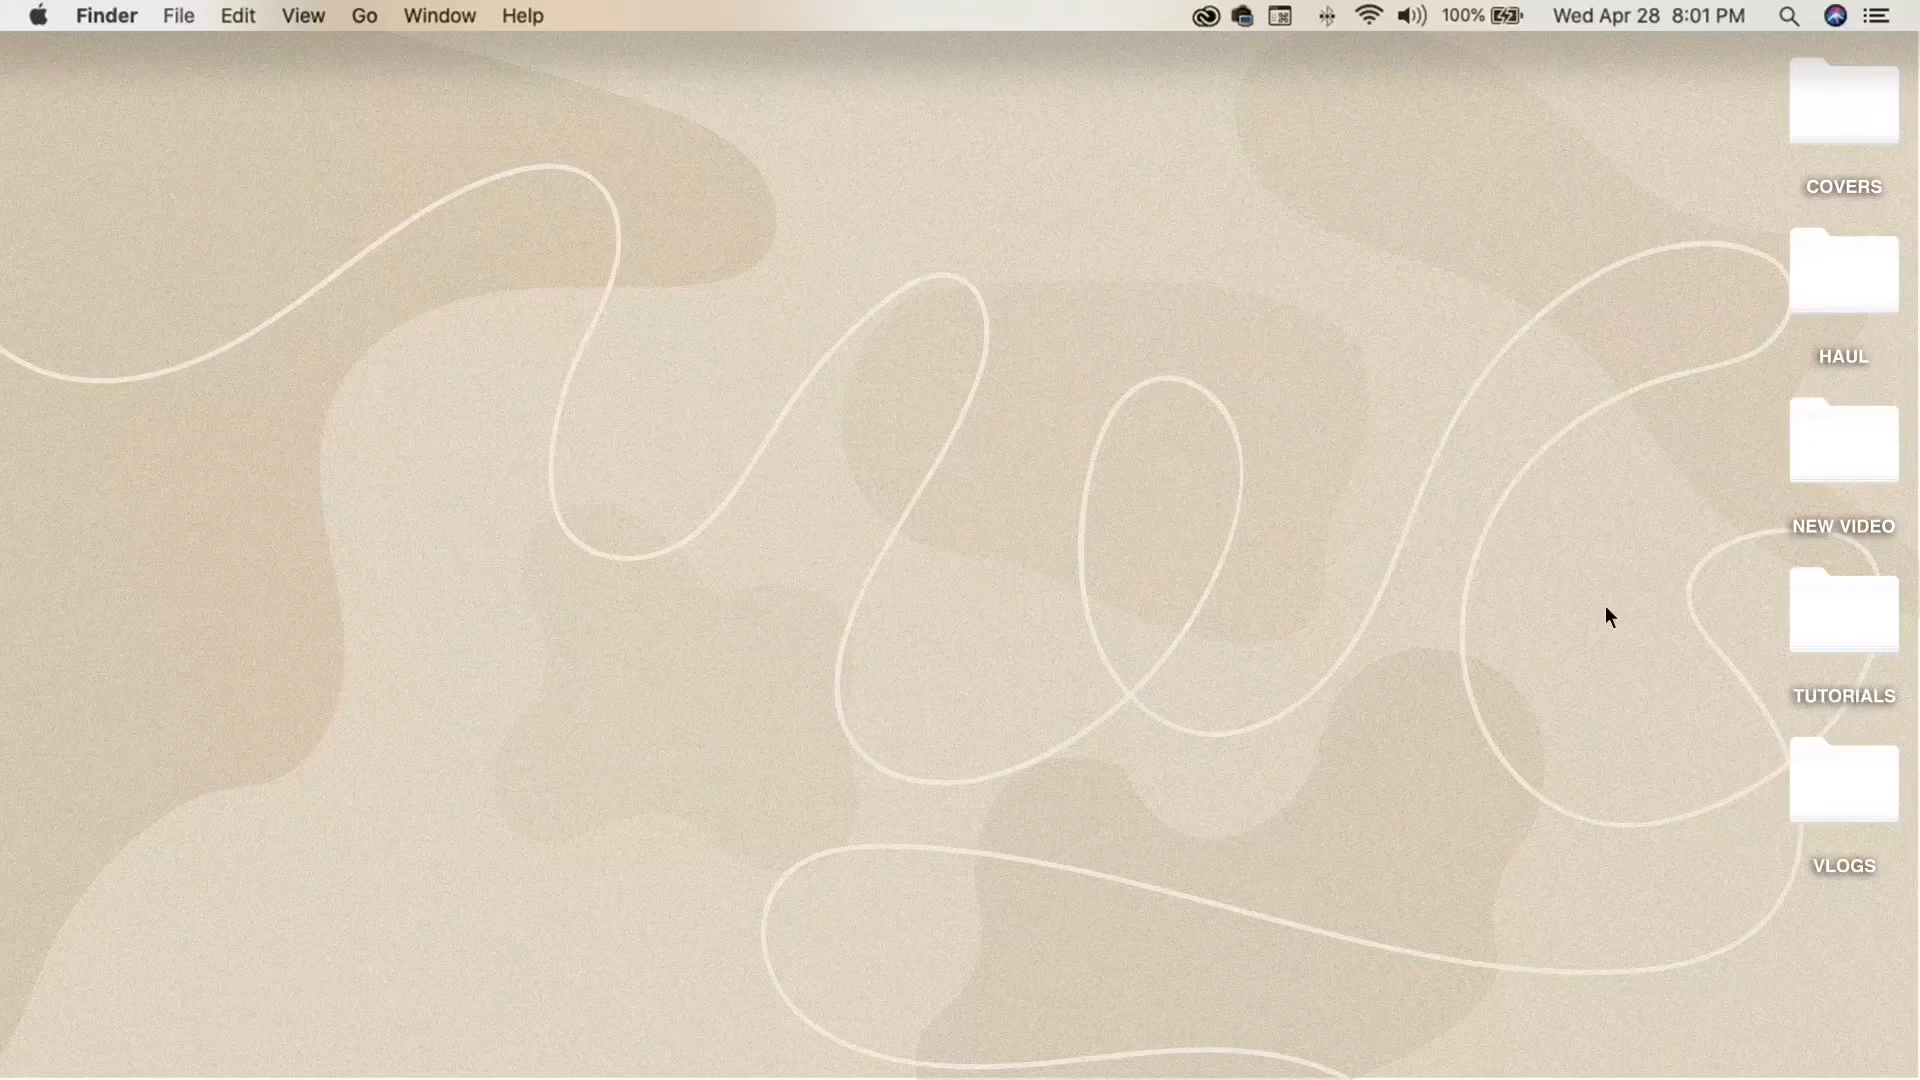 Finder File Edit View Go Window Help 100% Wed Apr 28 8:01 PM
COVERS
HAUL
NEW VIDEO
TUTORIALS
VLOGS